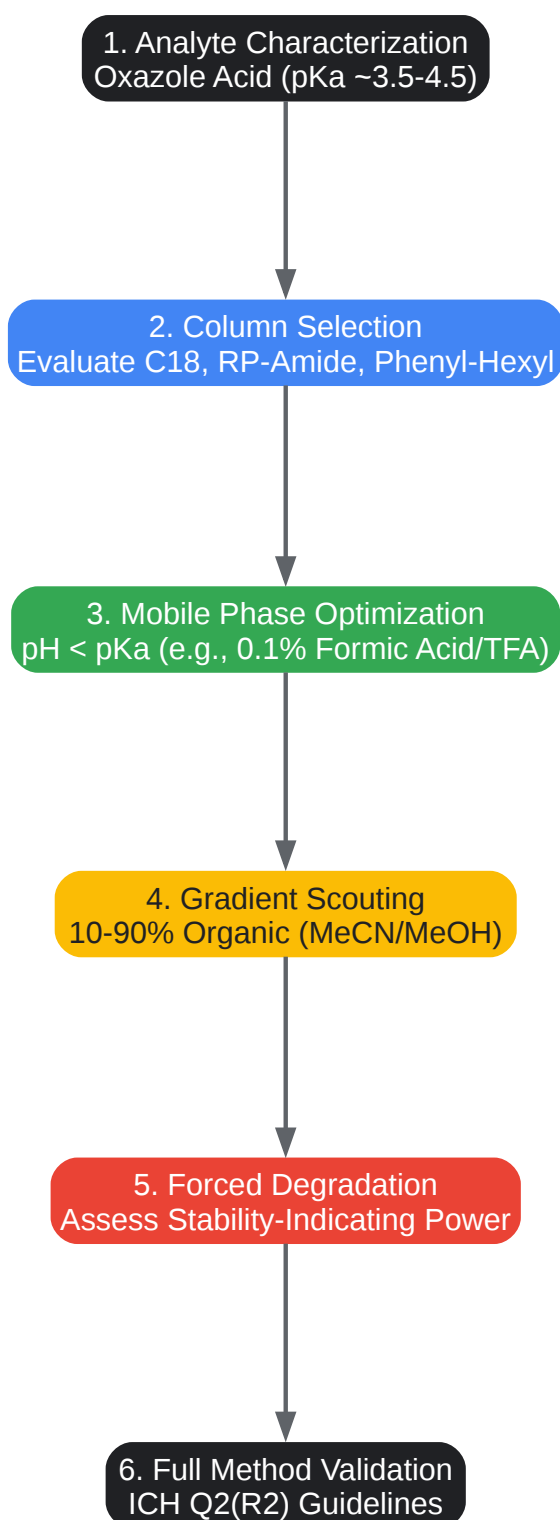 1. Analyte Characterization
Oxazole Acid (pKa ~3.5-4.5)
2. Column Selection
Evaluate C18, RP-Amide, Phenyl-Hexyl
3. Mobile Phase Optimization
pH < pKa (e.g., 0.1% Formic Acid/TFA)
4. Gradient Scouting
10-90% Organic (MeCN/MeOH)
5. Forced Degradation
Assess Stability-Indicating Power
6. Full Method Validation
ICH Q2(R2) Guidelines